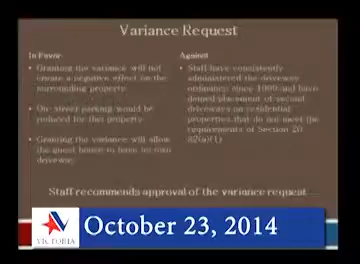 Variance Request
In Favor
• Granting the variance will not
create a negative effect on the
surrounding property
• On-street parking would be
reduced for this property
• Granting the variance will allow
the guest house to have its own
driveway
Against
• Staff have consistently
administered the driveway
ordinance since 1999 and have
denied placement of second
driveways on residential
properties that do not meet the
requirements of Section 20
Staff recommends approval of the variance request
VICTORIA
October 23, 2014